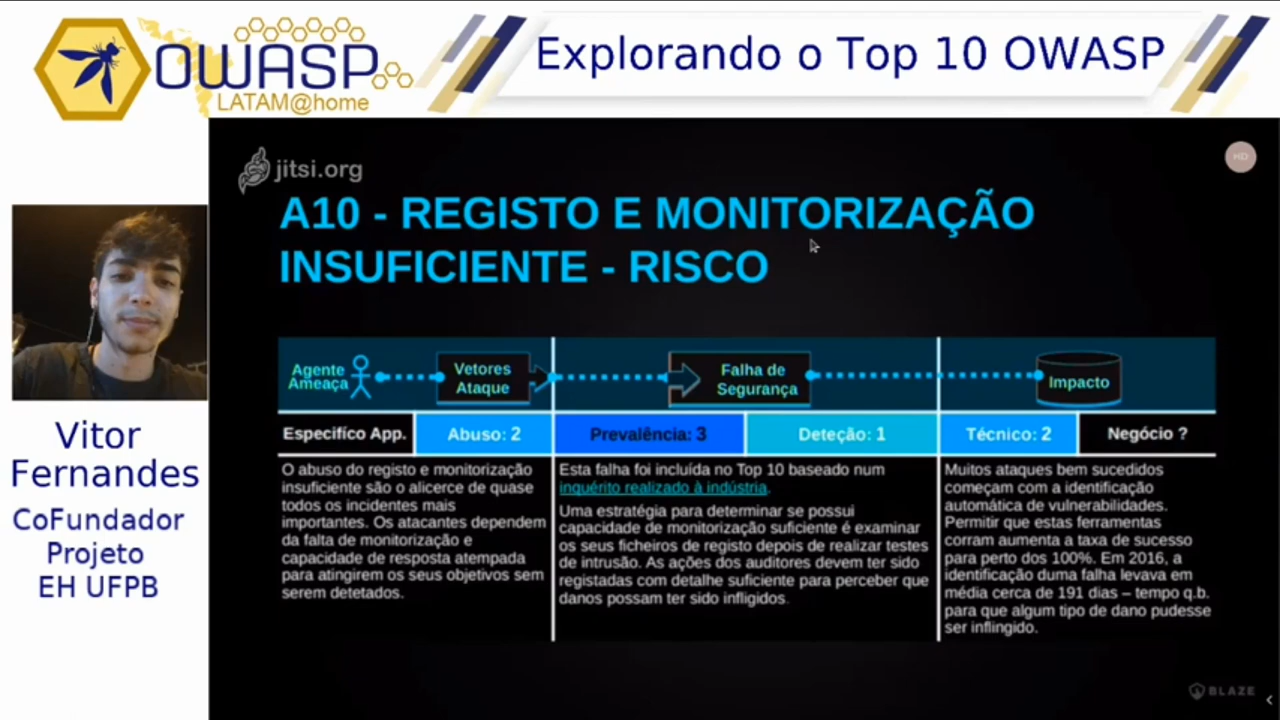 OWASP
LATAM@home
Explorando o Top 10 OWASP
jitsi.org
HD
A10 - REGISTO E MONITORIZAÇÃO
INSUFICIENTE - RISCO
Agente
Ameaça
Vetores
Ataque
Falha de
Segurança
Impacto
Especifíco App.
Abuso: 2
Prevalência: 3
Deteção: 1
Técnico: 2
Negócio ?
O abuso do registo e monitorização
insuficiente são o alicerce de quase
todos os incidentes mais
importantes. Os atacantes dependem
da falta de monitorização e
capacidade de resposta atempada
para atingirem os seus objetivos sem
serem detetados.
Esta falha foi incluída no Top 10 baseado num
inquérito realizado à indústria.
Uma estratégia para determinar se possui
capacidade de monitorização suficiente é examinar
os seus ficheiros de registo depois de realizar testes
de intrusão. As ações dos auditores devem ter sido
registadas com detalhe suficiente para perceber que
danos possam ter sido infligidos.
Muitos ataques bem sucedidos
começam com a identificação
automática de vulnerabilidades.
Permitir que estas ferramentas
corram aumenta a taxa de sucesso
para perto dos 100%. Em 2016, a
identificação duma falha levava em
média cerca de 191 dias – tempo q.b.
para que algum tipo de dano pudesse
ser inflingido.
Vitor
Fernandes
CoFundador
Projeto
EH UFPB
BLAZE